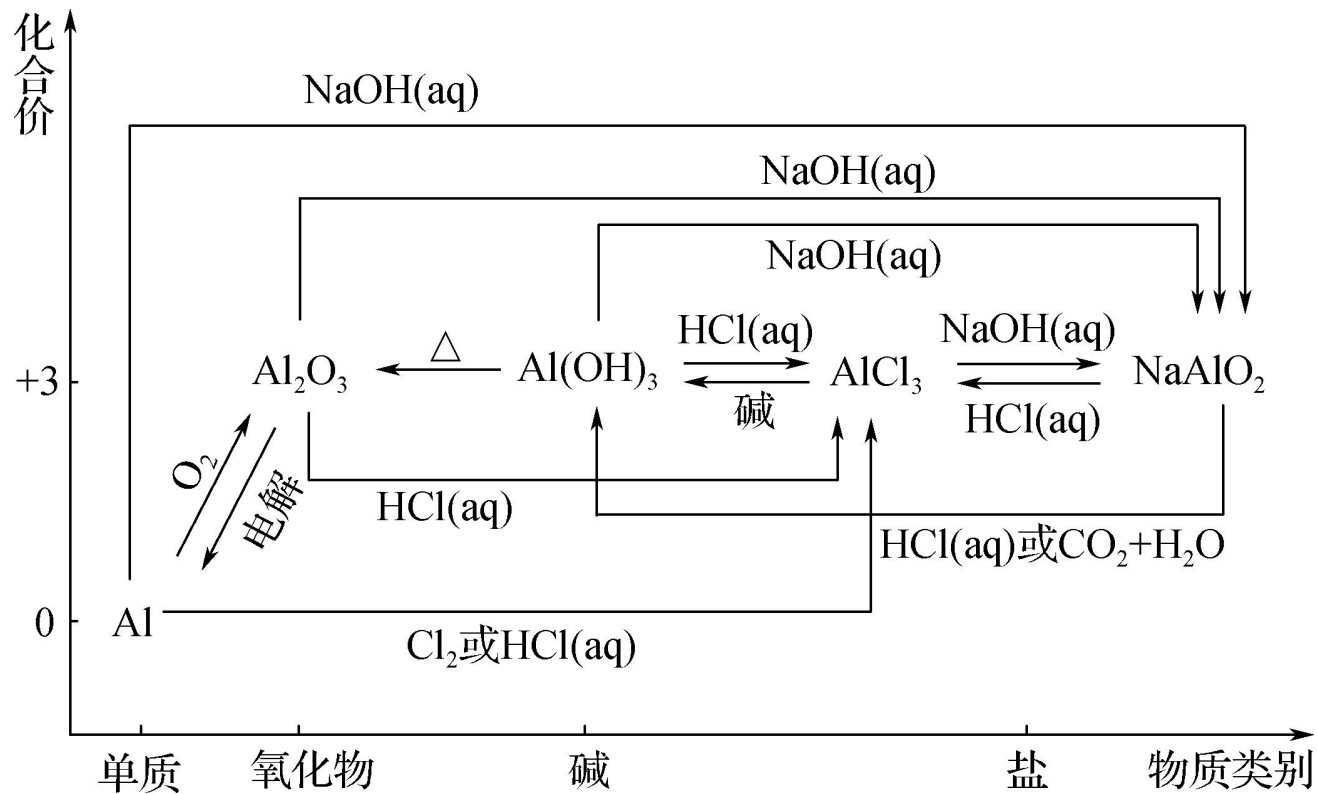 化合价
NaOH(aq)
NaOH(aq)
NaOH(aq)
+3
Al₂O₃
△
Al(OH)₃
HCl(aq)
碱
AlCl₃
NaOH(aq)
HCl(aq)
NaAlO₂
O₂
电解
HCl(aq)
HCl(aq)或CO₂+H₂O
0
Al
Cl₂或HCl(aq)
单质
氧化物
碱
盐
物质类别